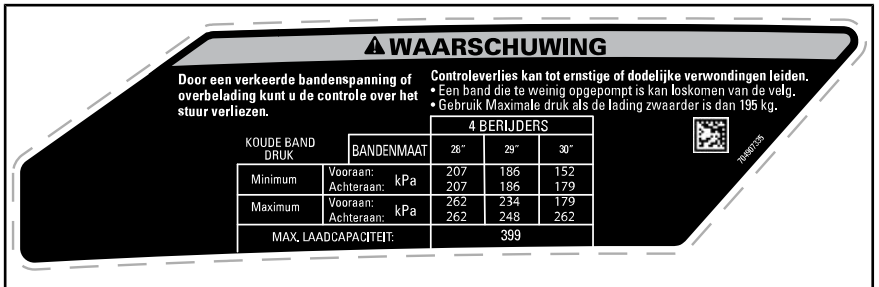 WAARSCHUWING
Door een verkeerde bandenspanning of
overbelading kunt u de controle over het
stuur verliezen.
Controleverlies kan tot ernstige of dodelijke verwondingen leiden.
• Een band die te weinig opgepompt is kan loskomen van de velg.
• Gebruik Maximale druk als de lading zwaarder is dan 195 kg.
4 BERIJDERS
KOUDE BAND
DRUK
BANDENMAAT 28" 29" 30"
Minimum Vooraan: kPa 207 186 152
Achteraan: 207 186 179
Maximum Vooraan: kPa 262 234 179
Achteraan: 262 248 262
MAX. LAADCAPACITEIT: 399
704907335